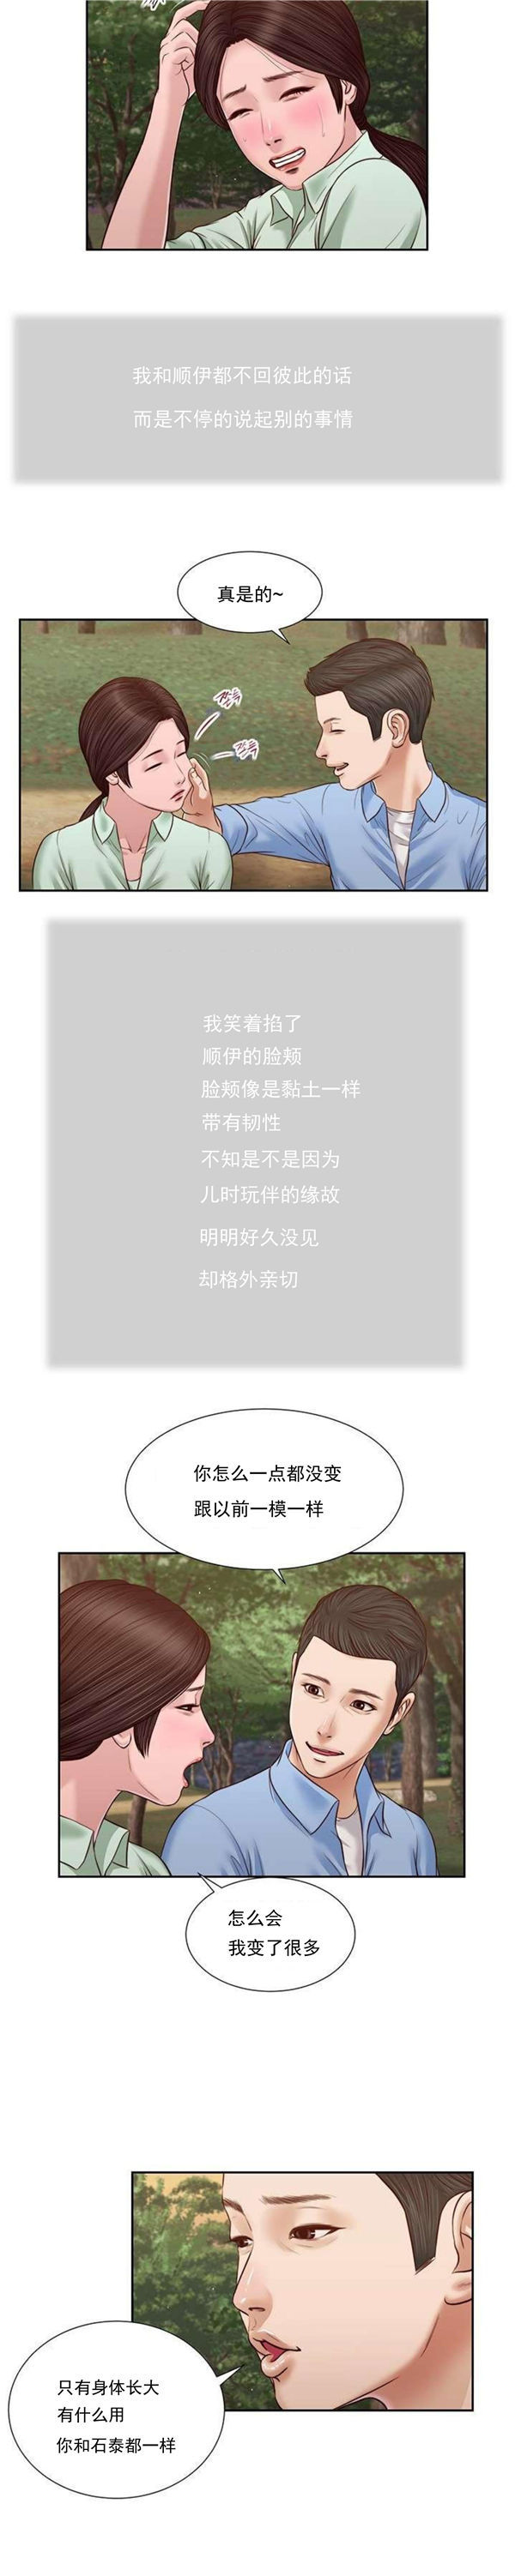 我和顺伊都不回彼此的话
而是不停的说起别的事情
真是的~
我笑着掐了
顺伊的脸颊
脸颊像是黏土一样
带有韧性
不知是不是因为
儿时玩伴的缘故
明明好久没见
却格外亲切
你怎么一点都没变
跟以前一模一样
怎么会
我变了很多
只有身体长大
有什么用
你和石泰都一样